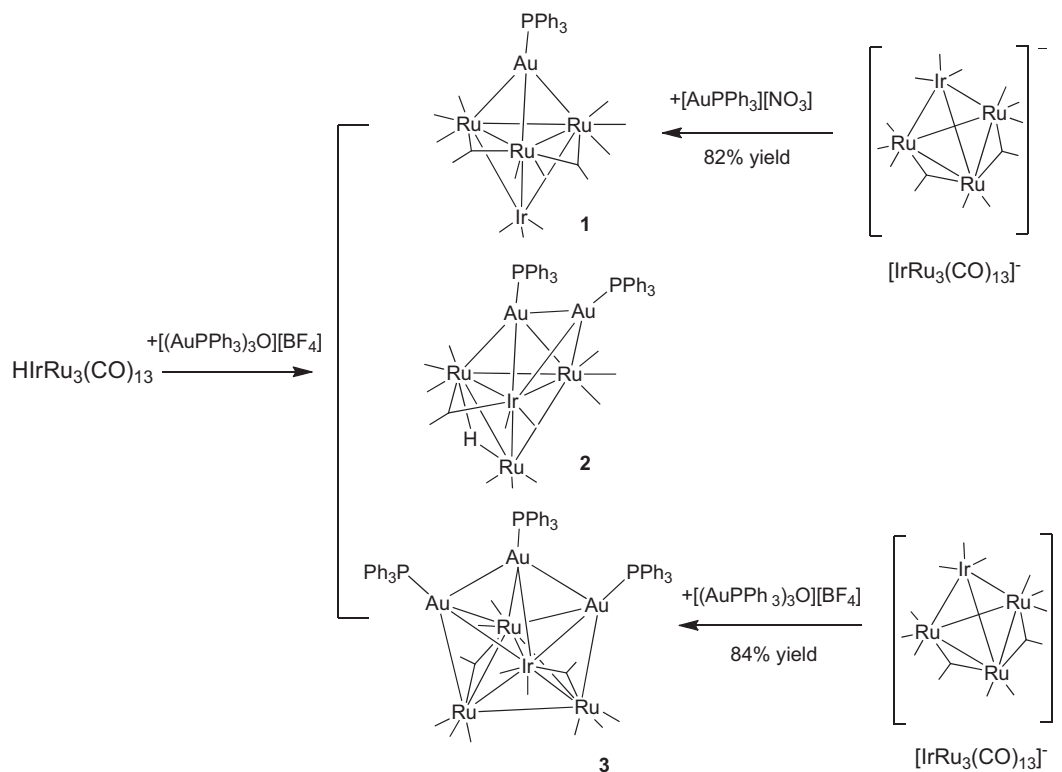 HIrRu3(CO)13
+[(AuPPh3)3O][BF4]
PPh3
Au
Ru
Ru
Ru
Ir
1
+[AuPPh3][NO3]
82% yield
Ir
Ru
Ru
Ru
−
[IrRu3(CO)13]-
PPh3
PPh3
Au
Au
Ru
Ru
Ir
H
Ru
2
PPh3
Ph3P
Au
PPh3
Au
Au
Ru
Ir
Ru
Ru
3
+[(AuPPh 3)3O][BF4]
84% yield
Ir
Ru
Ru
Ru
[IrRu3(CO)13]-